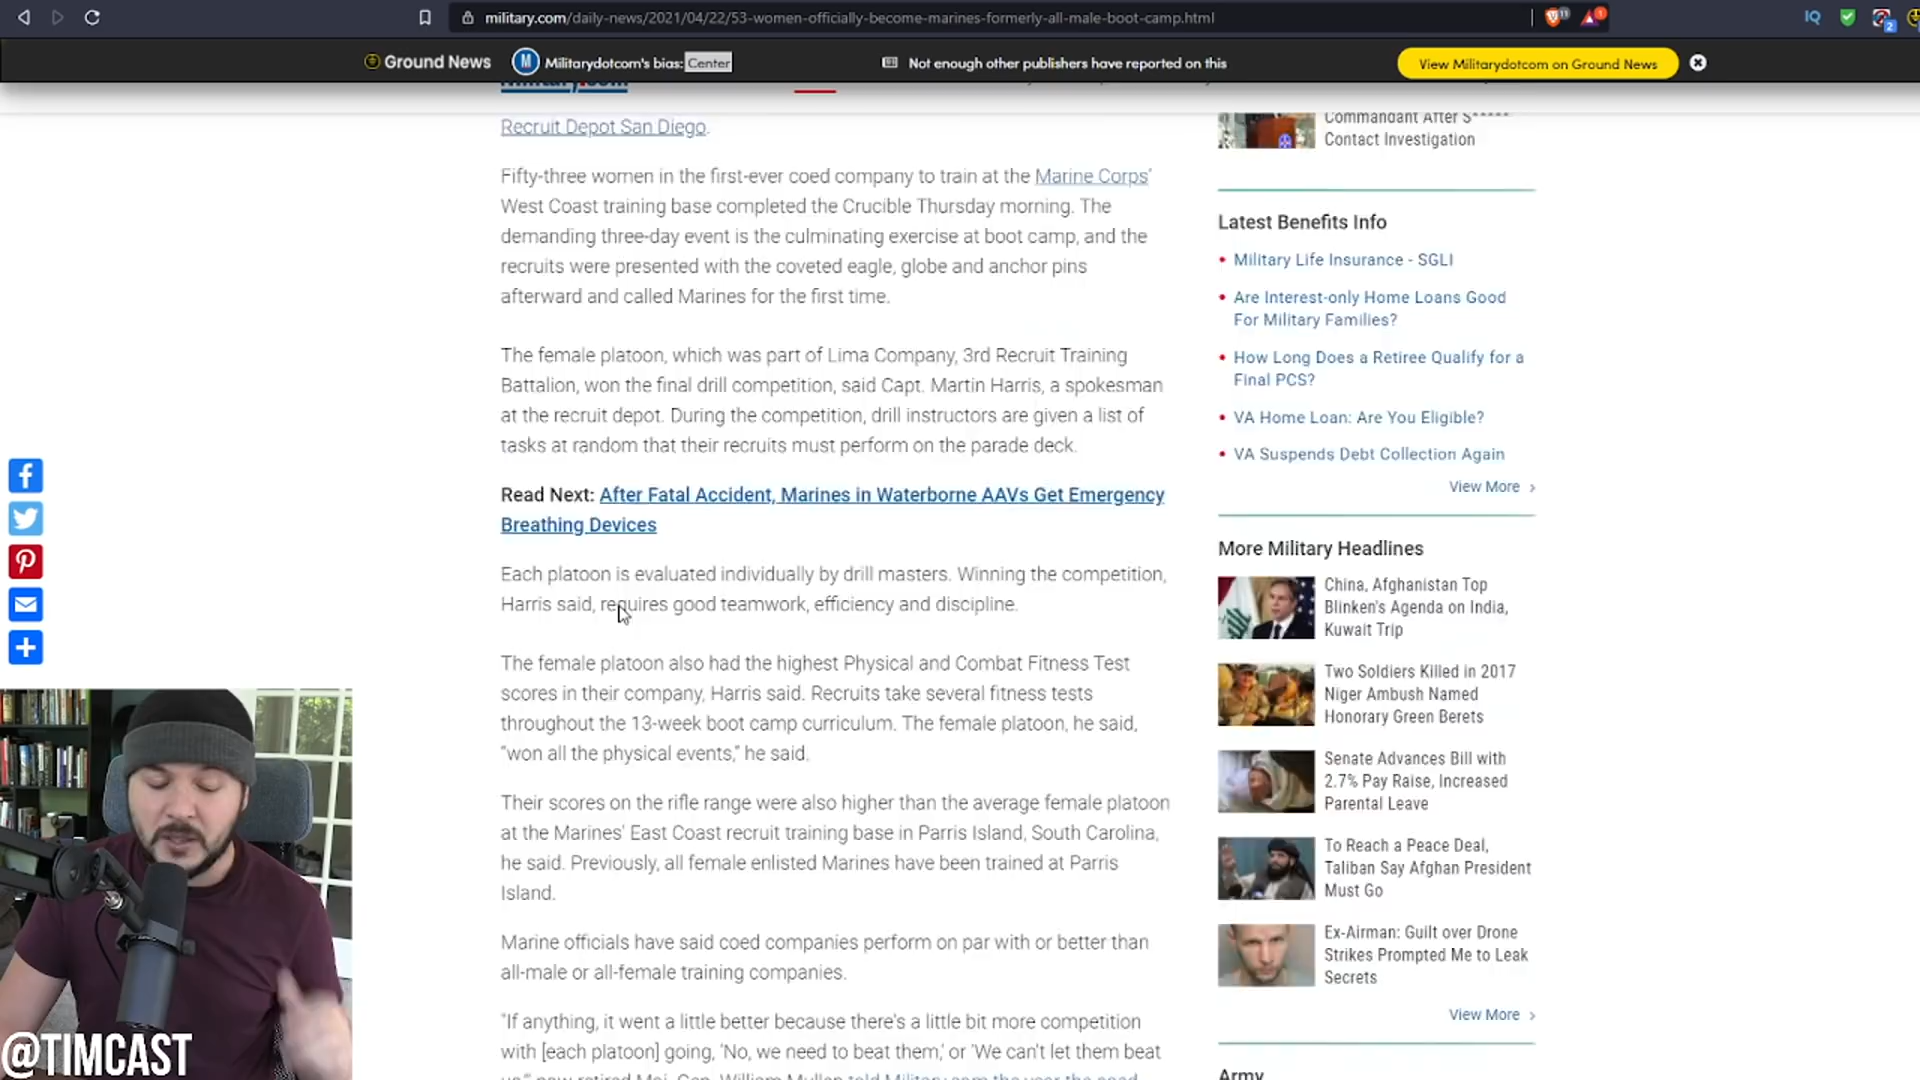 military.com/daily-news/2021/04/22/53-women-officially-become-marines-formerly-all-male-boot-camp.html
11
1
IQ
2
Ground News
M
Militarydotcom's bias: Center
Not enough other publishers have reported on this
View Militarydotcom on Ground News
Recruit Depot San Diego.
Fifty-three women in the first-ever coed company to train at the Marine Corps'
West Coast training base completed the Crucible Thursday morning. The
demanding three-day event is the culminating exercise at boot camp, and the
recruits were presented with the coveted eagle, globe and anchor pins
afterward and called Marines for the first time.
The female platoon, which was part of Lima Company, 3rd Recruit Training
Battalion, won the final drill competition, said Capt. Martin Harris, a spokesman
at the recruit depot. During the competition, drill instructors are given a list of
tasks at random that their recruits must perform on the parade deck.
Read Next: After Fatal Accident, Marines in Waterborne AAVs Get Emergency
Breathing Devices
Each platoon is evaluated individually by drill masters. Winning the competition,
Harris said, requires good teamwork, efficiency and discipline.
The female platoon also had the highest Physical and Combat Fitness Test
scores in their company, Harris said. Recruits take several fitness tests
throughout the 13-week boot camp curriculum. The female platoon, he said,
"won all the physical events," he said.
Their scores on the rifle range were also higher than the average female platoon
at the Marines' East Coast recruit training base in Parris Island, South Carolina,
he said. Previously, all female enlisted Marines have been trained at Parris
Island.
Marine officials have said coed companies perform on par with or better than
all-male or all-female training companies.
"If anything, it went a little better because there's a little bit more competition
with [each platoon] going, 'No, we need to beat them,' or 'We can't let them beat
Commandant After S*****
Contact Investigation
Latest Benefits Info
• Military Life Insurance - SGLI
• Are Interest-only Home Loans Good
For Military Families?
• How Long Does a Retiree Qualify for a
Final PCS?
• VA Home Loan: Are You Eligible?
• VA Suspends Debt Collection Again
View More
More Military Headlines
China, Afghanistan Top
Blinken's Agenda on India,
Kuwait Trip
Two Soldiers Killed in 2017
Niger Ambush Named
Honorary Green Berets
Senate Advances Bill with
2.7% Pay Raise, Increased
Parental Leave
To Reach a Peace Deal,
Taliban Say Afghan President
Must Go
Ex-Airman: Guilt over Drone
Strikes Prompted Me to Leak
Secrets
View More
Army
@TIMCAST